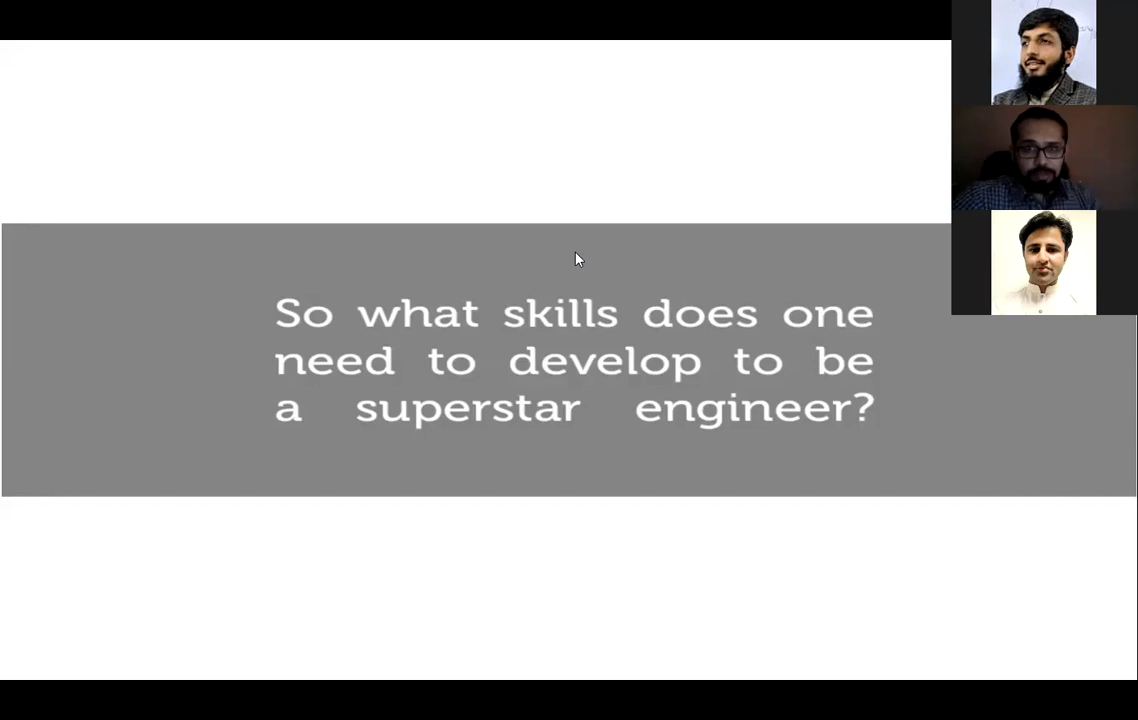 So what skills does one
need to develop to be
a superstar engineer?